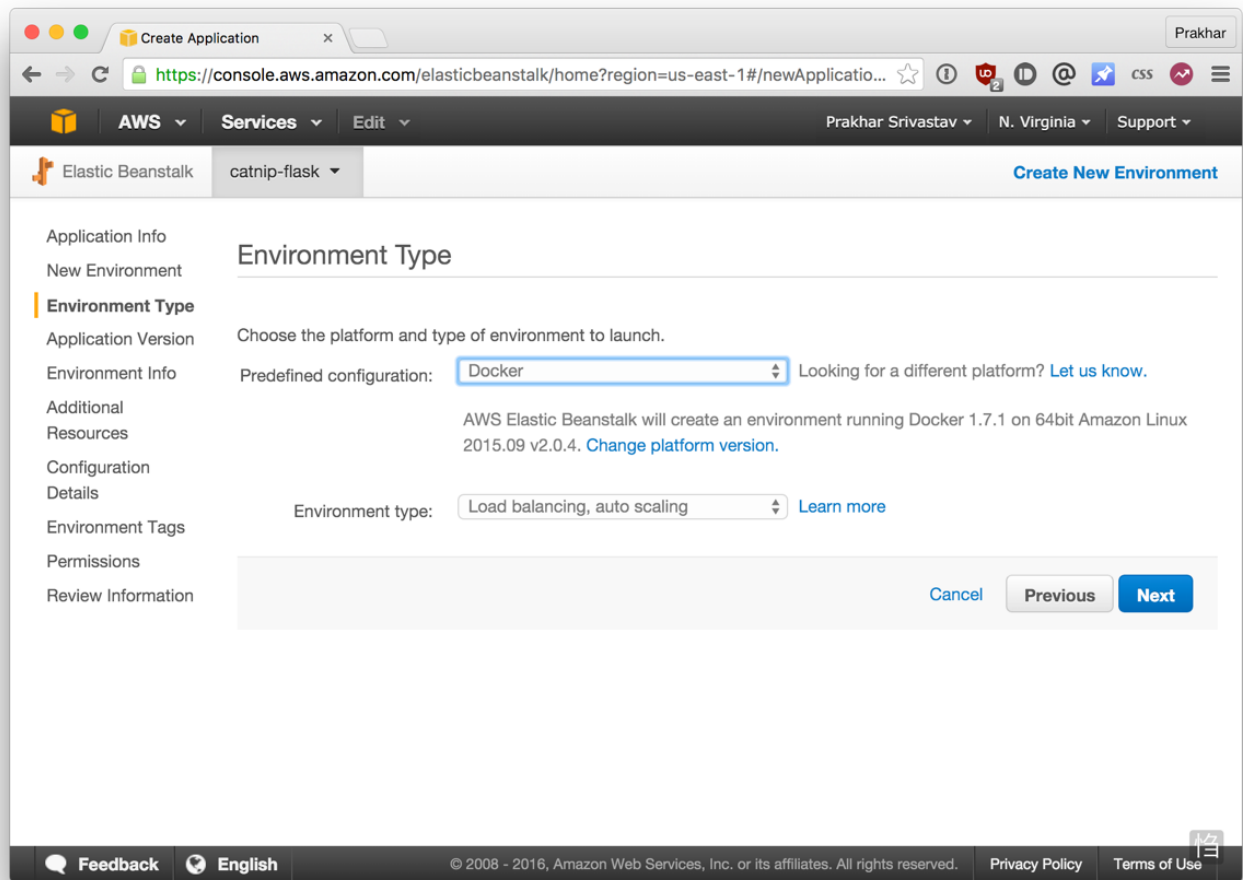 Create Application
Prakhar
https://console.aws.amazon.com/elasticbeanstalk/home?region=us-east-1#/newApplicatio...
2
css
AWS Services Edit Prakhar Srivastav N. Virginia Support
Elastic Beanstalk catnip-flask Create New Environment
Application Info
New Environment
Environment Type
Application Version
Environment Info
Additional
Resources
Configuration
Details
Environment Tags
Permissions
Review Information
Environment Type
Choose the platform and type of environment to launch.
Predefined configuration: Docker Looking for a different platform? Let us know.
AWS Elastic Beanstalk will create an environment running Docker 1.7.1 on 64bit Amazon Linux
2015.09 v2.0.4. Change platform version.
Environment type: Load balancing, auto scaling Learn more
Cancel Previous Next
Feedback English © 2008 - 2016, Amazon Web Services, Inc. or its affiliates. All rights reserved. Privacy Policy Terms of Use